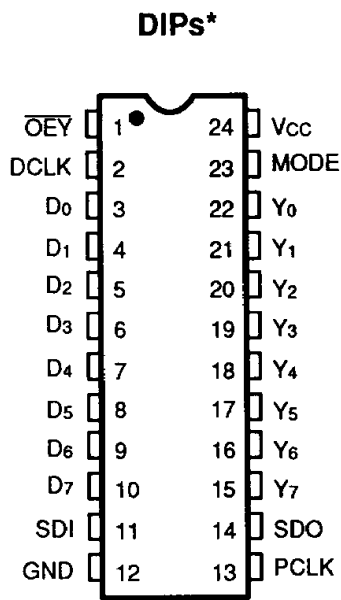 DIPs*
OEY 1 24 Vcc
DCLK 2 23 MODE
D0 3 22 Y0
D1 4 21 Y1
D2 5 20 Y2
D3 6 19 Y3
D4 7 18 Y4
D5 8 17 Y5
D6 9 16 Y6
D7 10 15 Y7
SDI 11 14 SDO
GND 12 13 PCLK